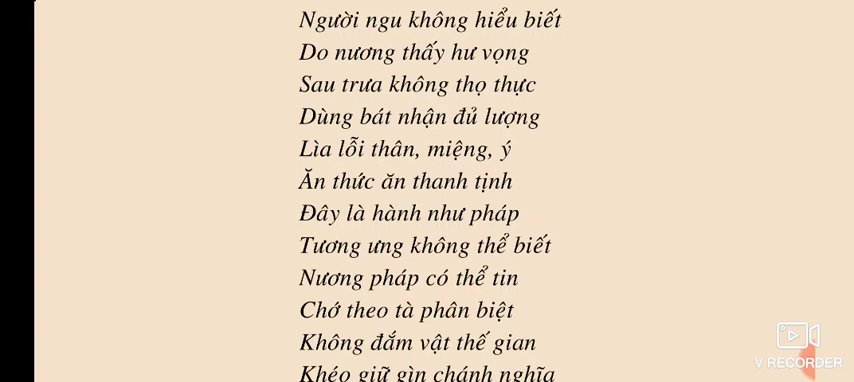 Người ngu không hiểu biết
Do nương thấy hư vọng
Sau trưa không thọ thực
Dùng bát nhận đủ lượng
Lìa lỗi thân, miệng, ý
Ăn thức ăn thanh tịnh
Đây là hành như pháp
Tương ưng không thể biết
Nương pháp có thể tin
Chớ theo tà phân biệt
Không đắm vật thế gian
Khéo giữ gìn chánh nghĩa
V RECORDER